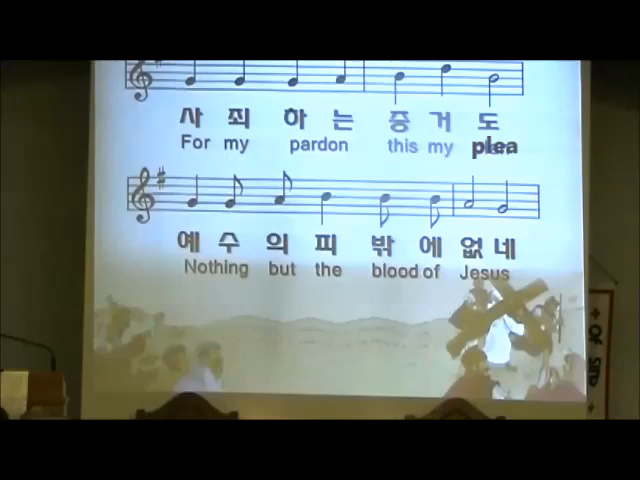 사 죄 하 는 증 거 도
For my pardon this my plea
예 수 의 피 밖 에 없 네
Nothing but the blood of Jesus
OF